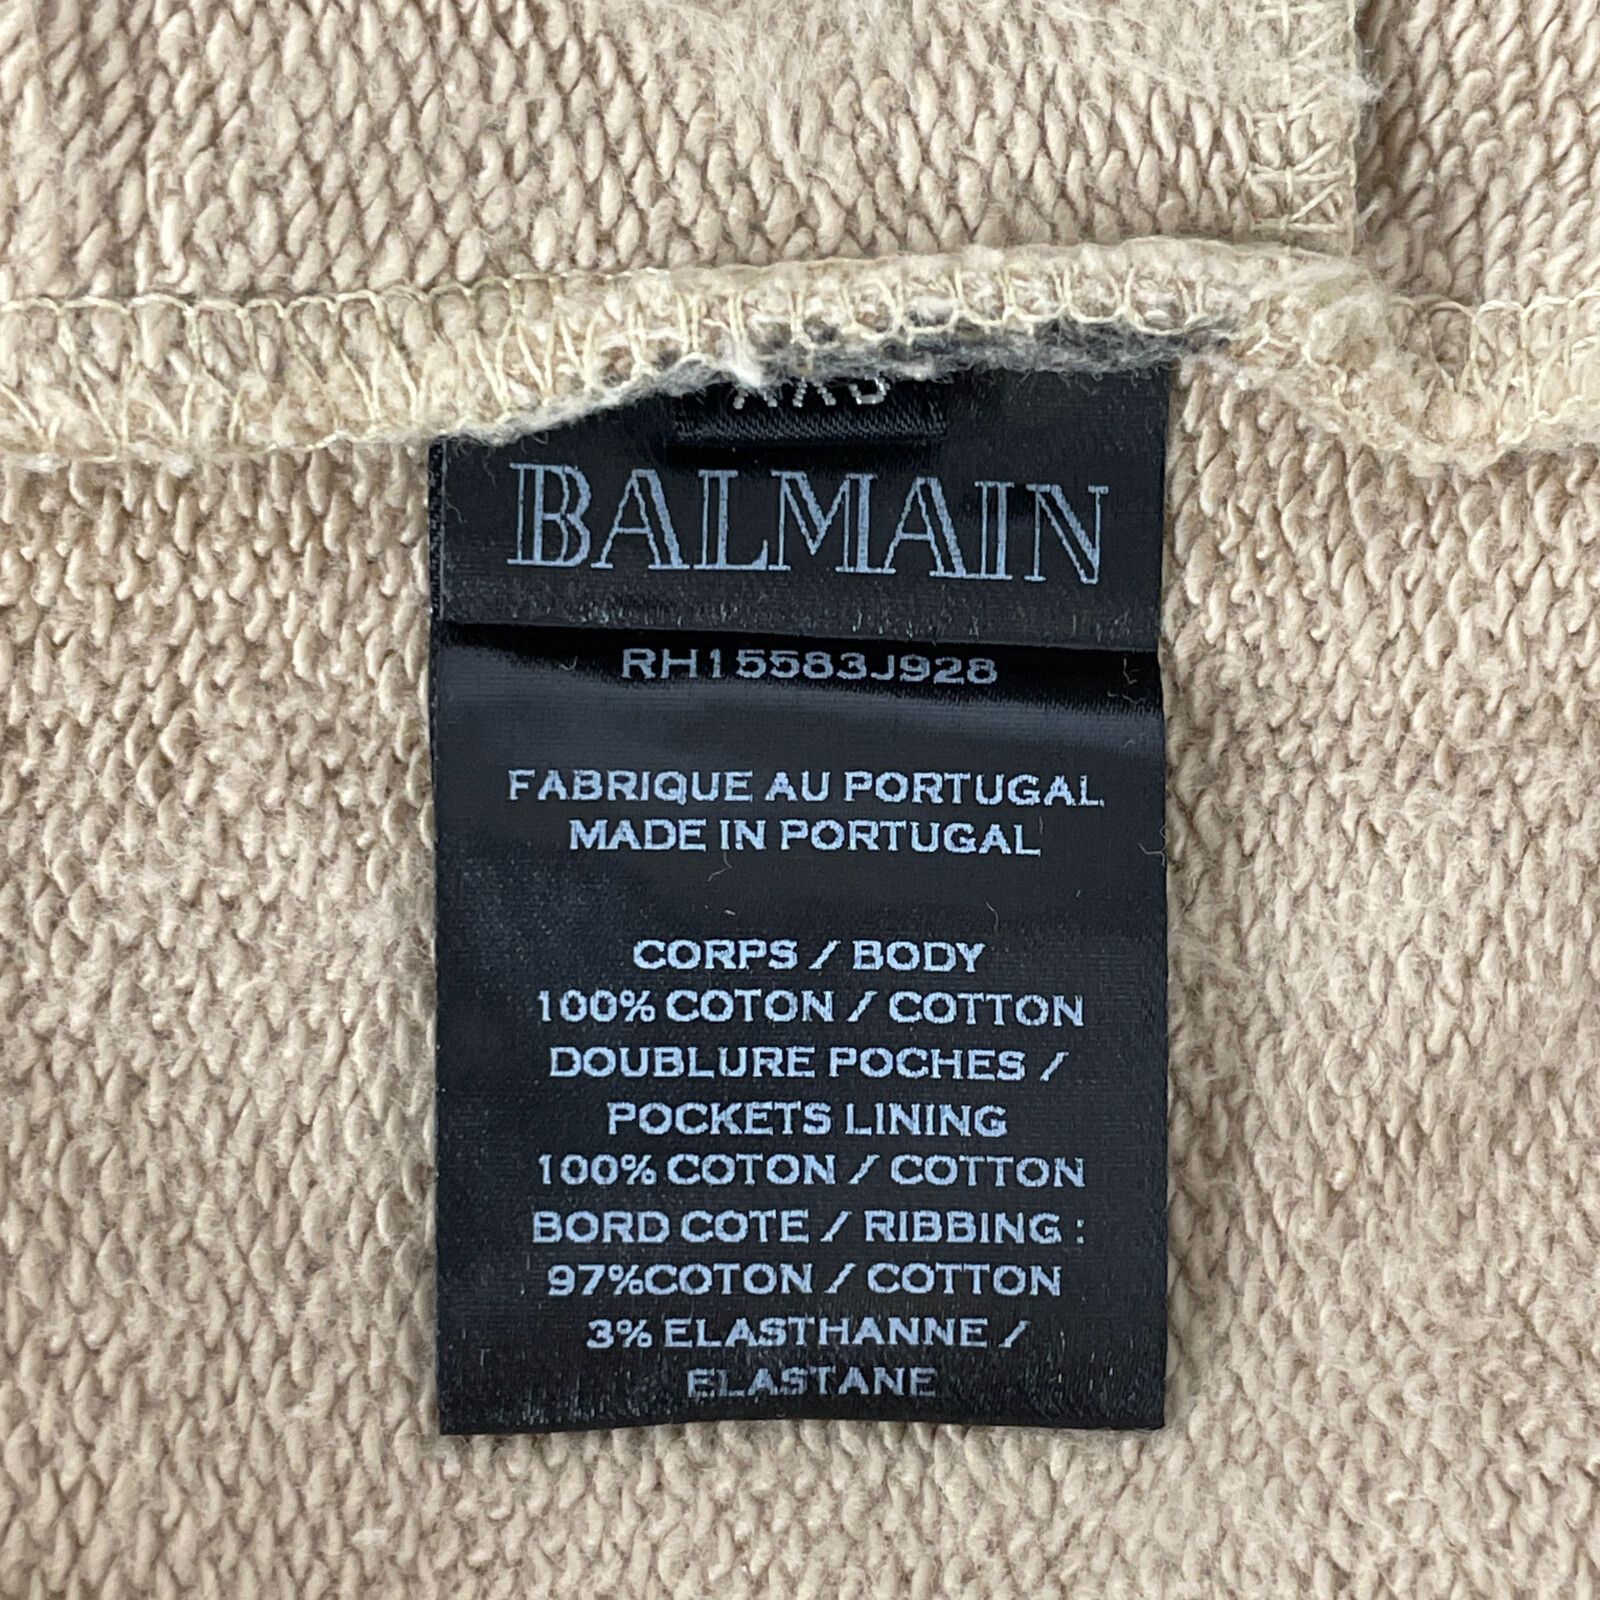 BALMAIN
RH15583J928
FABRIQUE AU PORTUGAL
MADE IN PORTUGAL
CORPS / BODY
100% COTON / COTTON
DOUBLURE POCHES /
POCKETS LINING
100% COTON / COTTON
BORD COTE / RIBBING :
97%COTON / COTTON
3% ELASTHANNE /
ELASTANE